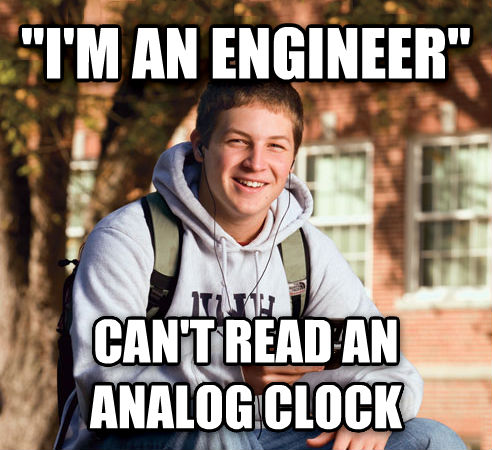 "I'M AN ENGINEER"
CAN'T READ AN
ANALOG CLOCK